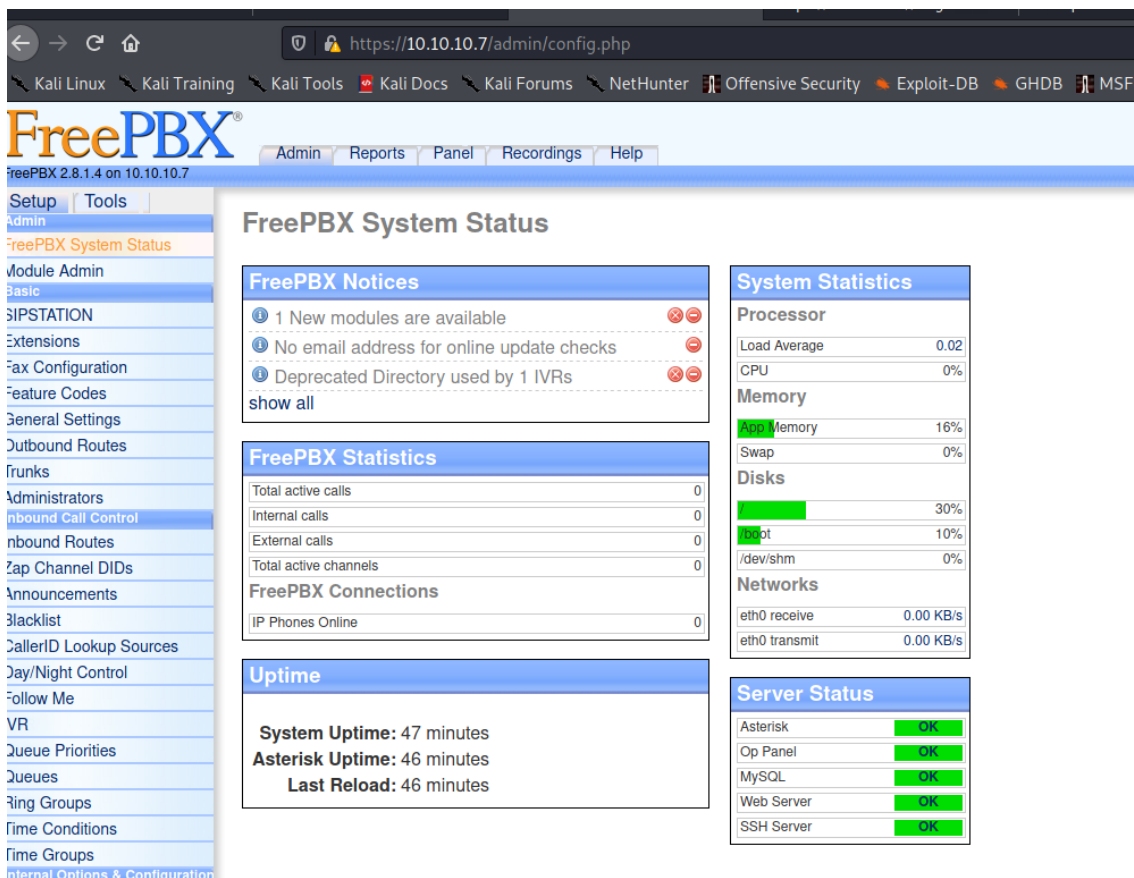 https://10.10.10.7/admin/config.php
Kali Linux Kali Training Kali Tools Kali Docs Kali Forums NetHunter Offensive Security Exploit-DB GHDB MSF
FreePBX®
Admin Reports Panel Recordings Help
FreePBX 2.8.1.4 on 10.10.10.7
Setup Tools
Admin
FreePBX System Status
Module Admin
Basic
SIPSTATION
Extensions
Fax Configuration
Feature Codes
General Settings
Outbound Routes
Trunks
Administrators
Inbound Call Control
Inbound Routes
Zap Channel DIDs
Announcements
Blacklist
CallerID Lookup Sources
Day/Night Control
Follow Me
IVR
Queue Priorities
Queues
Ring Groups
Time Conditions
Time Groups
Internal Options & Configuration
FreePBX System Status
FreePBX Notices
1 New modules are available
No email address for online update checks
Deprecated Directory used by 1 IVRs
show all
FreePBX Statistics
Total active calls 0
Internal calls 0
External calls 0
Total active channels 0
FreePBX Connections
IP Phones Online 0
Uptime
System Uptime: 47 minutes
Asterisk Uptime: 46 minutes
Last Reload: 46 minutes
System Statistics
Processor
Load Average 0.02
CPU 0%
Memory
App Memory 16%
Swap 0%
Disks
/ 30%
/boot 10%
/dev/shm 0%
Networks
eth0 receive 0.00 KB/s
eth0 transmit 0.00 KB/s
Server Status
Asterisk OK
Op Panel OK
MySQL OK
Web Server OK
SSH Server OK